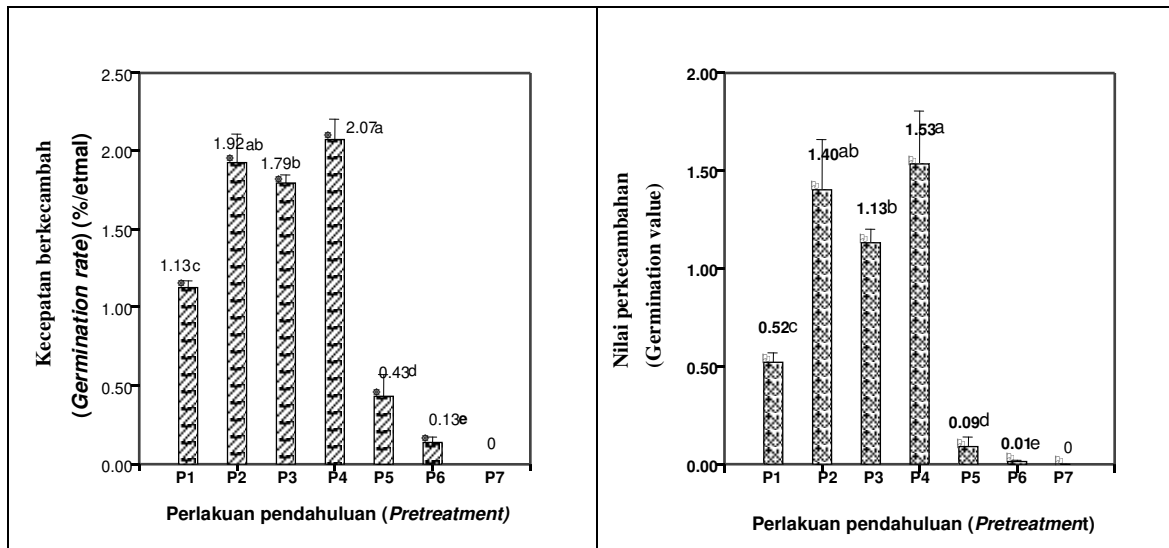 Kecepatan berkecambah
(Germination rate) (%/etmal)
2.50
2.00
1.50
1.00
0.50
0.00
1.13c
1.92ab
1.79b
2.07a
0.43d
0.13e
0
P1 P2 P3 P4 P5 P6 P7
Perlakuan pendahuluan (Pretreatment)
Nilai perkecambahan
(Germination value)
2.00
1.50
1.00
0.50
0.00
0.52c
1.40ab
1.13b
1.53a
0.09d
0.01e
0
P1 P2 P3 P4 P5 P6 P7
Perlakuan pendahuluan (Pretreatment)